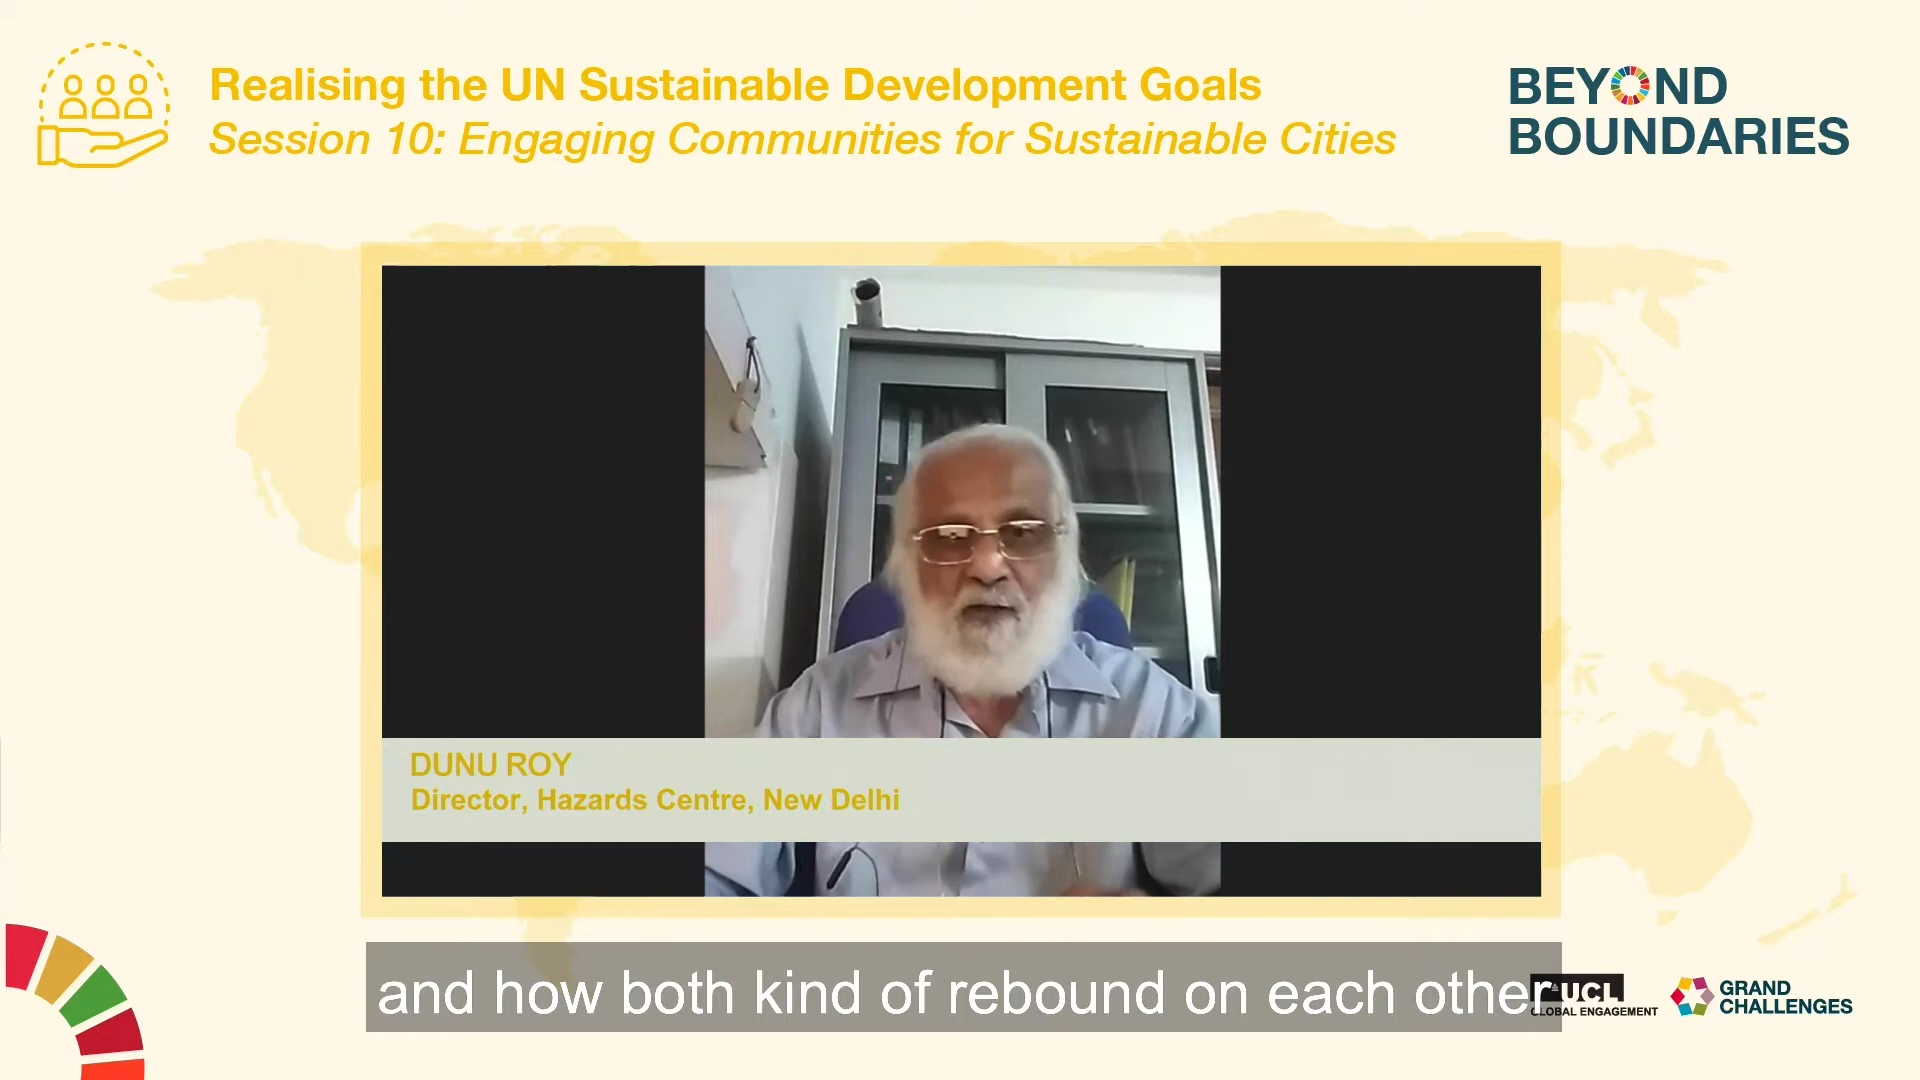 Realising the UN Sustainable Development Goals
Session 10: Engaging Communities for Sustainable Cities
BEYOND
BOUNDARIES
DUNU ROY
Director, Hazards Centre, New Delhi
and how both kind of rebound on each other
UCL
GLOBAL ENGAGEMENT
GRAND
CHALLENGES